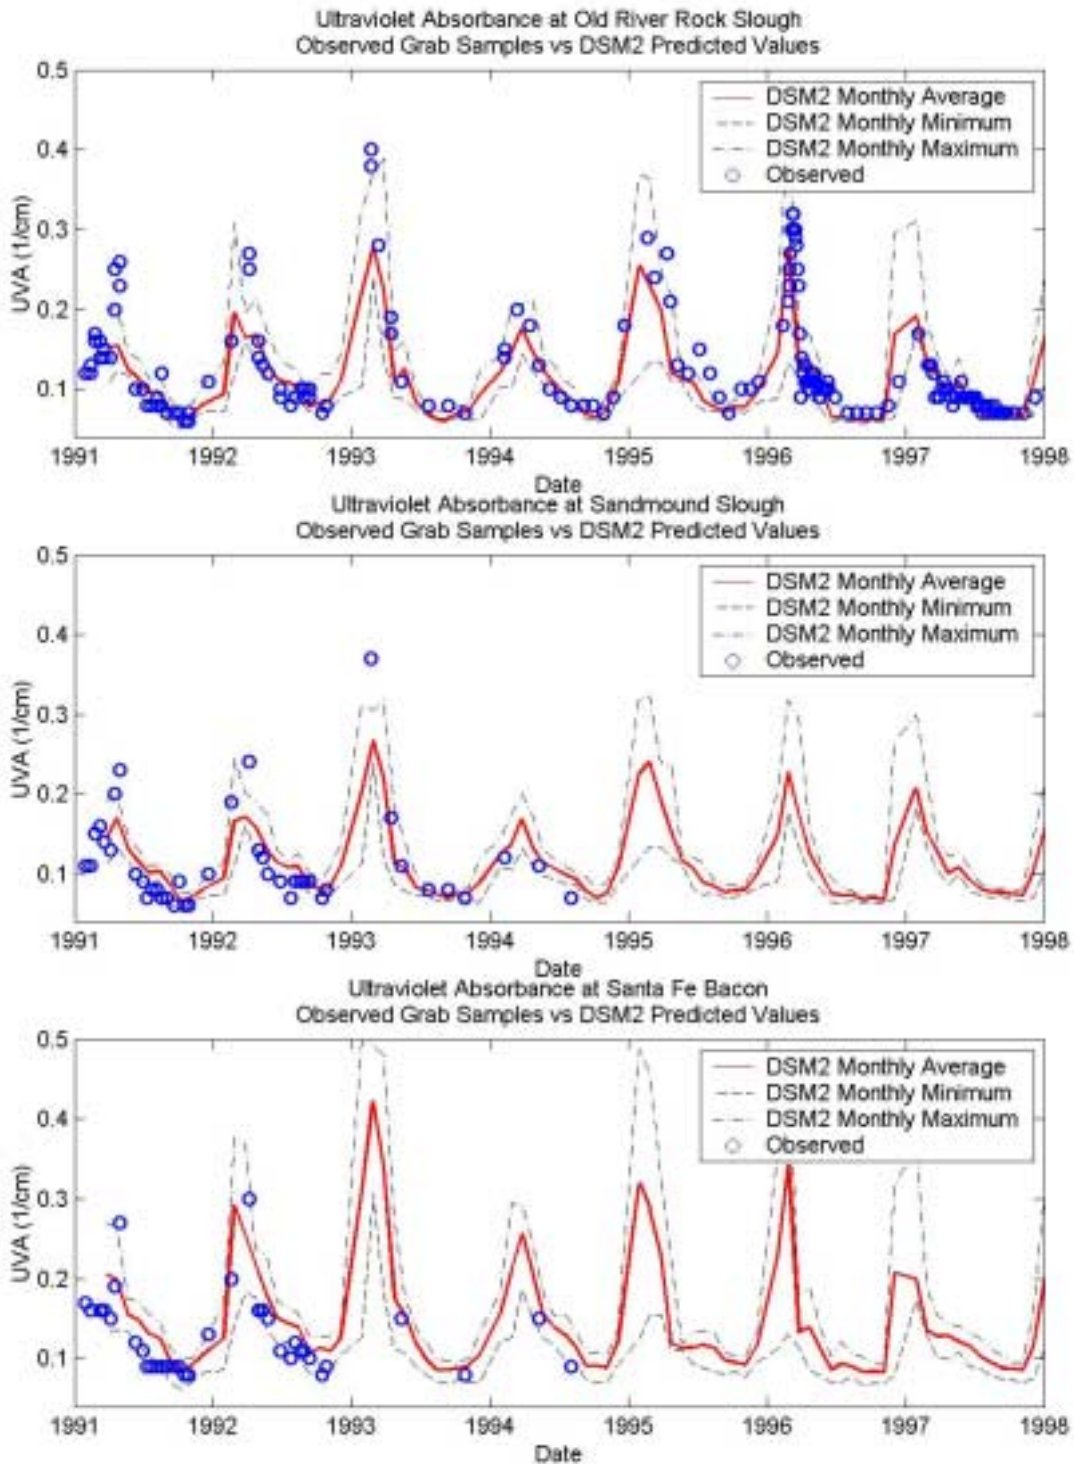 Ultraviolet Absorbance at Old River Rock Slough
Observed Grab Samples vs DSM2 Predicted Values
UVA (1/cm)
0.5
0.4
0.3
0.2
0.1
DSM2 Monthly Average
DSM2 Monthly Minimum
DSM2 Monthly Maximum
Observed
1991 1992 1993 1994 1995 1996 1997 1998
Date
Ultraviolet Absorbance at Sandmound Slough
Observed Grab Samples vs DSM2 Predicted Values
UVA (1/cm)
0.5
0.4
0.3
0.2
0.1
DSM2 Monthly Average
DSM2 Monthly Minimum
DSM2 Monthly Maximum
Observed
1991 1992 1993 1994 1995 1996 1997 1998
Date
Ultraviolet Absorbance at Santa Fe Bacon
Observed Grab Samples vs DSM2 Predicted Values
UVA (1/cm)
0.5
0.4
0.3
0.2
0.1
DSM2 Monthly Average
DSM2 Monthly Minimum
DSM2 Monthly Maximum
Observed
1991 1992 1993 1994 1995 1996 1997 1998
Date